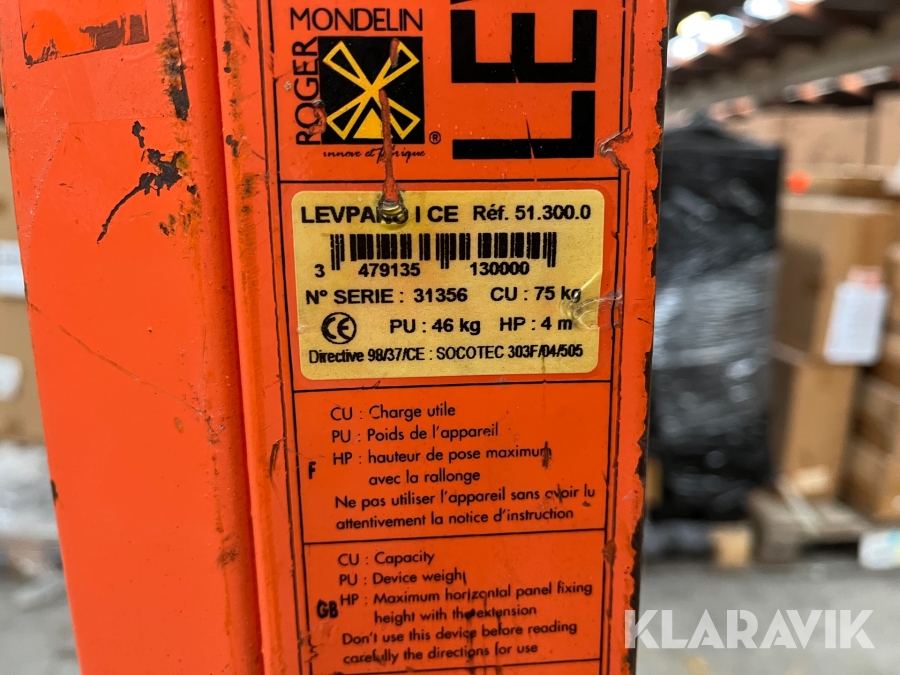 ROGER
MONDELIN
innove et fabrique
®
LE
LEVPANO I CE Réf. 51.300.0
3 479135 130000
N° SERIE : 31356 CU : 75 kg
CE PU : 46 kg HP : 4 m
Directive 98/37/CE : SOCOTEC 303F/04/505
F
CU : Charge utile
PU : Poids de l'appareil
HP : hauteur de pose maximum
avec la rallonge
Ne pas utiliser l'appareil sans avoir lu
attentivement la notice d'instruction
GB
CU : Capacity
PU : Device weight
HP : Maximum horizontal panel fixing
height with the extension
Don't use this device before reading
carefully the directions for use
KLARAVIK